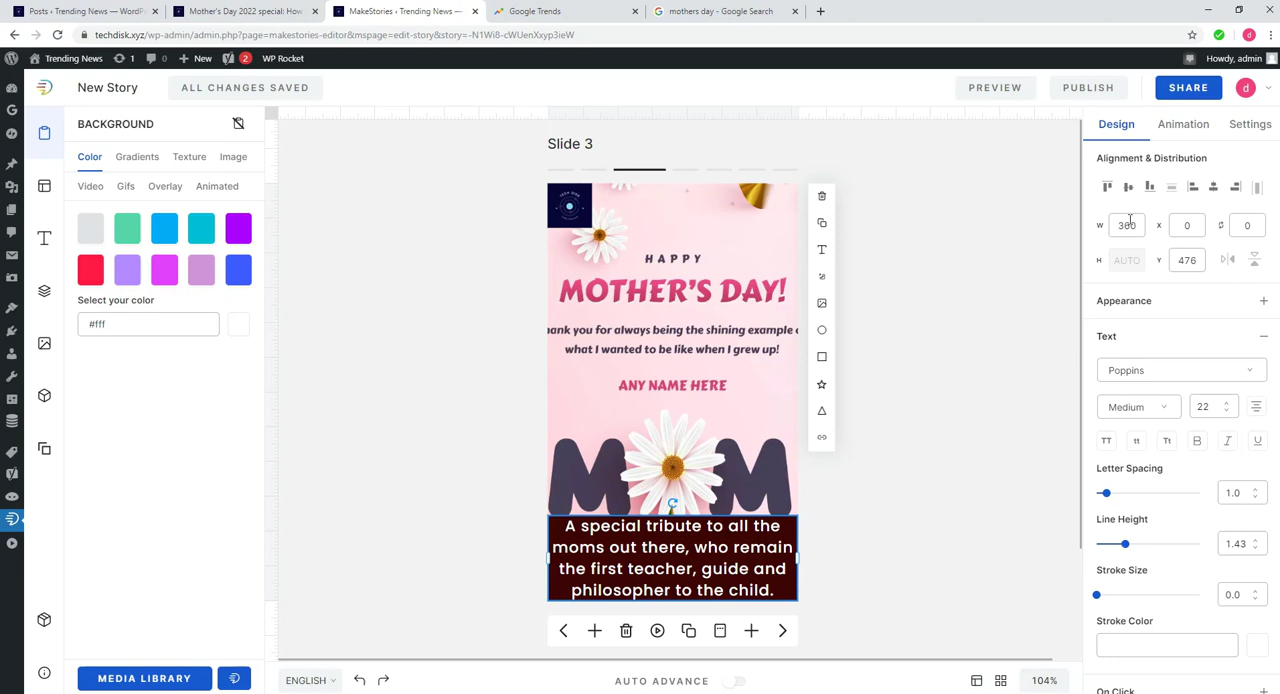 Posts ‹ Trending News —
Mother's Day 2022 special: How
MakeStories ‹ Trending News —
Google Trends
mothers day - Google Search
techdisk.xyz/wp-admin/admin.php?page=makestories-editor&mspage=edit-story&story=-N1Wi8-cWUenXxyp3ieW
Trending News
1
0
New
2
WP Rocket
Howdy, admin
New Story
ALL CHANGES SAVED
PREVIEW
PUBLISH
SHARE
d
BACKGROUND
Color
Gradients
Texture
Image
Video
Gifs
Overlay
Animated
Select your color
#fff
MEDIA LIBRARY
Slide 3
HAPPY
MOTHER'S DAY!
ank you for always being the shining example
what I wanted to be like when I grew up!
ANY NAME HERE
MOM
A special tribute to all the
moms out there, who remain
the first teacher, guide and
philosopher to the child.
ENGLISH
AUTO ADVANCE
104%
Design
Animation
Settings
Alignment & Distribution
W 360 X 0 0
H AUTO Y 476
Appearance
Text
Poppins
Medium
22
TT tt Tt B I U
Letter Spacing
1.0
Line Height
1.43
Stroke Size
0.0
Stroke Color
On Click